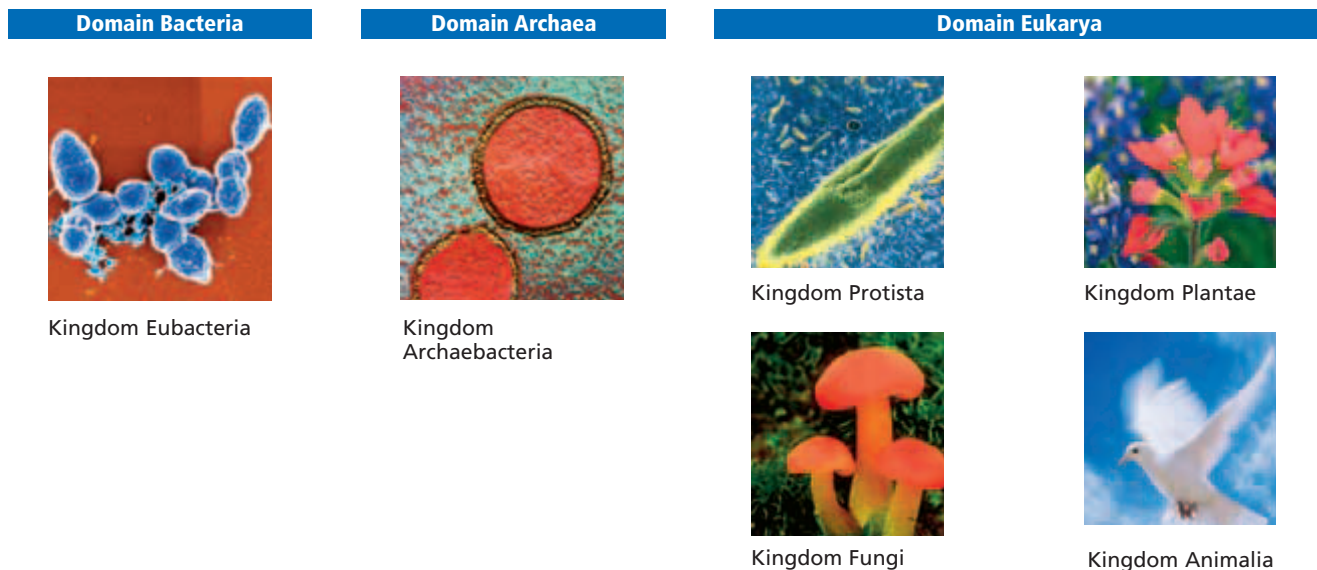 Domain Bacteria
Domain Archaea
Domain Eukarya
Kingdom Eubacteria
Kingdom
Archaebacteria
Kingdom Protista
Kingdom Plantae
Kingdom Fungi
Kingdom Animalia